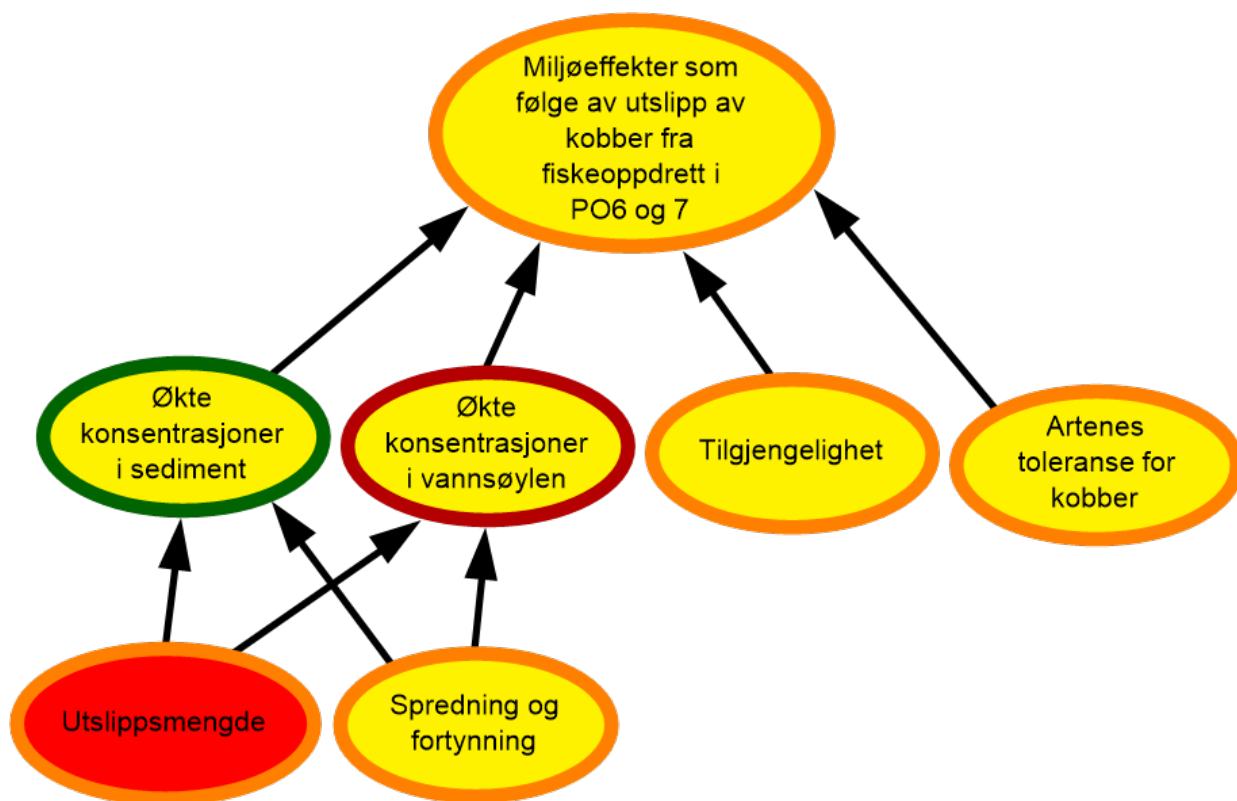 Miljøeffekter som
følge av utslipp av
kobber fra
fiskeoppdrett i
PO6 og 7
Økte
konsentrasjoner
i sediment
Økte
konsentrasjoner
i vannsøylen
Tilgjengelighet
Artenes
toleranse for
kobber
Utslippsmengde
Spredning og
fortynning